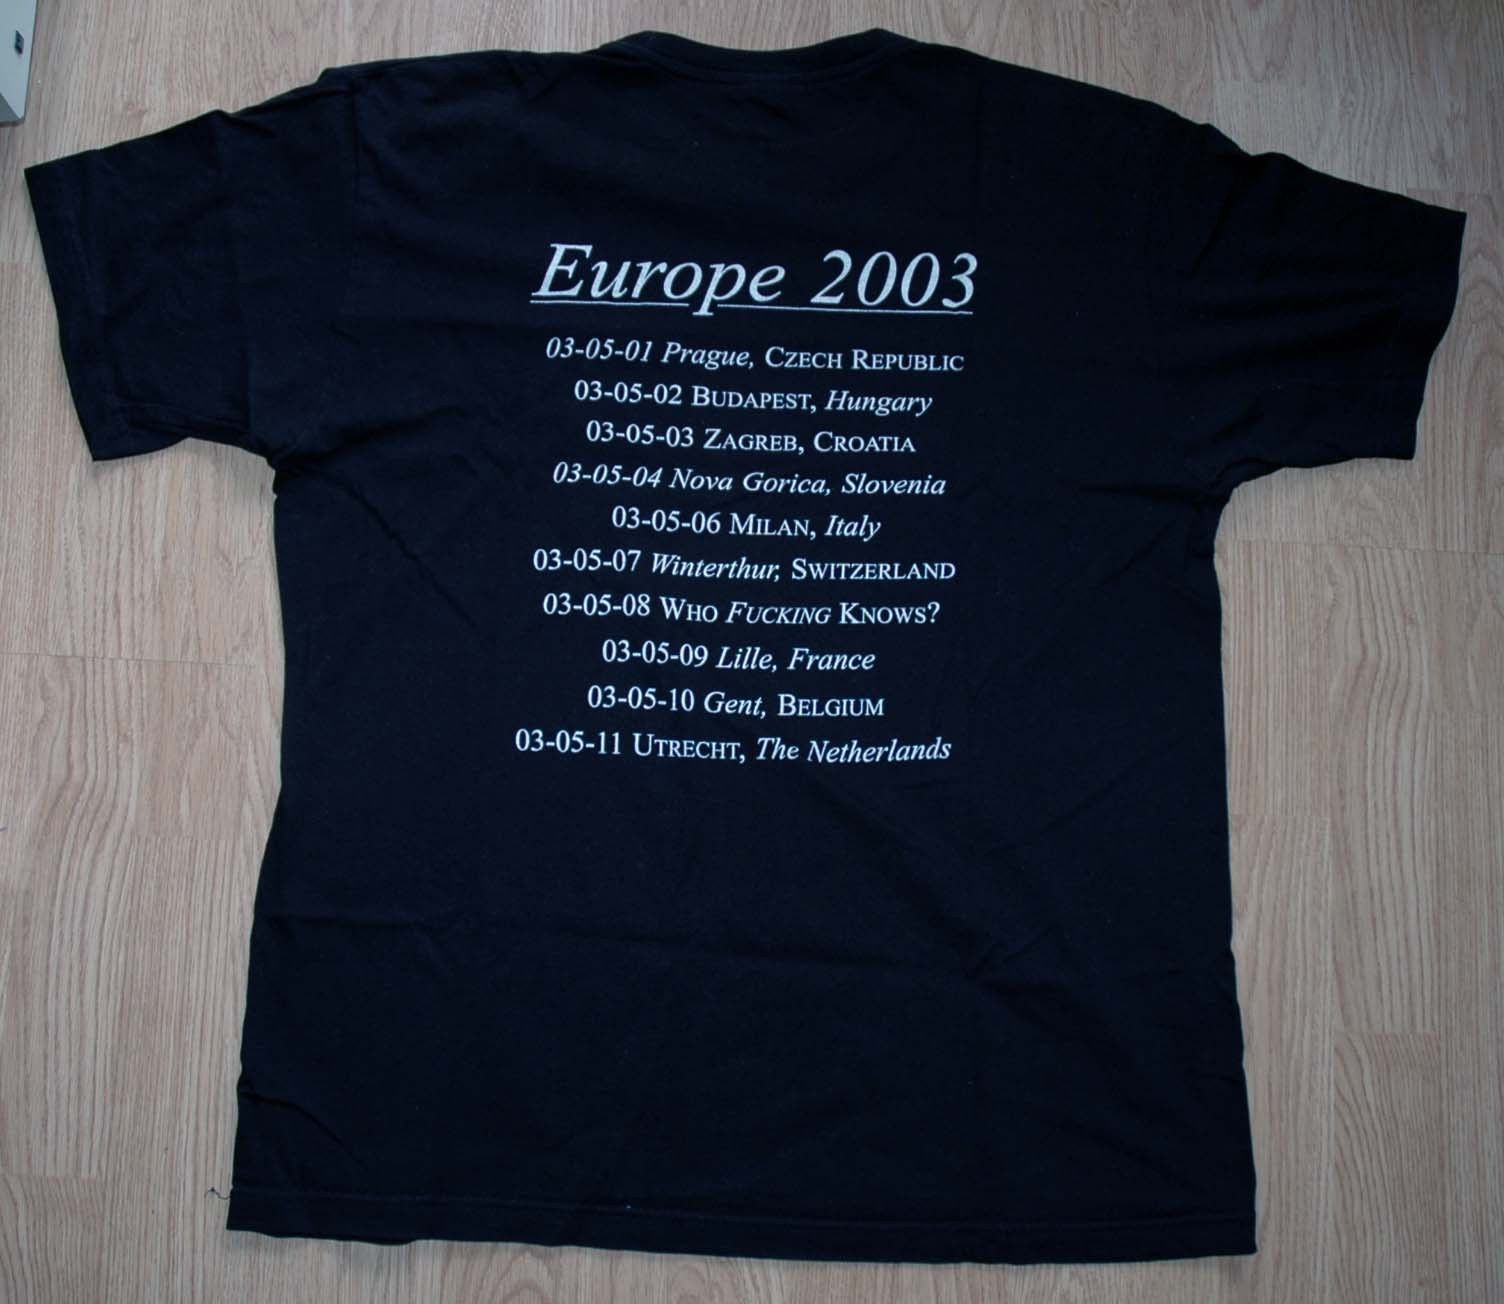 Europe 2003
03-05-01 Prague, CZECH REPUBLIC
03-05-02 BUDAPEST, Hungary
03-05-03 ZAGREB, CROATIA
03-05-04 Nova Gorica, Slovenia
03-05-06 MILAN, Italy
03-05-07 Winterthur, SWITZERLAND
03-05-08 WHO FUCKING KNOWS?
03-05-09 Lille, France
03-05-10 Gent, BELGIUM
03-05-11 UTRECHT, The Netherlands